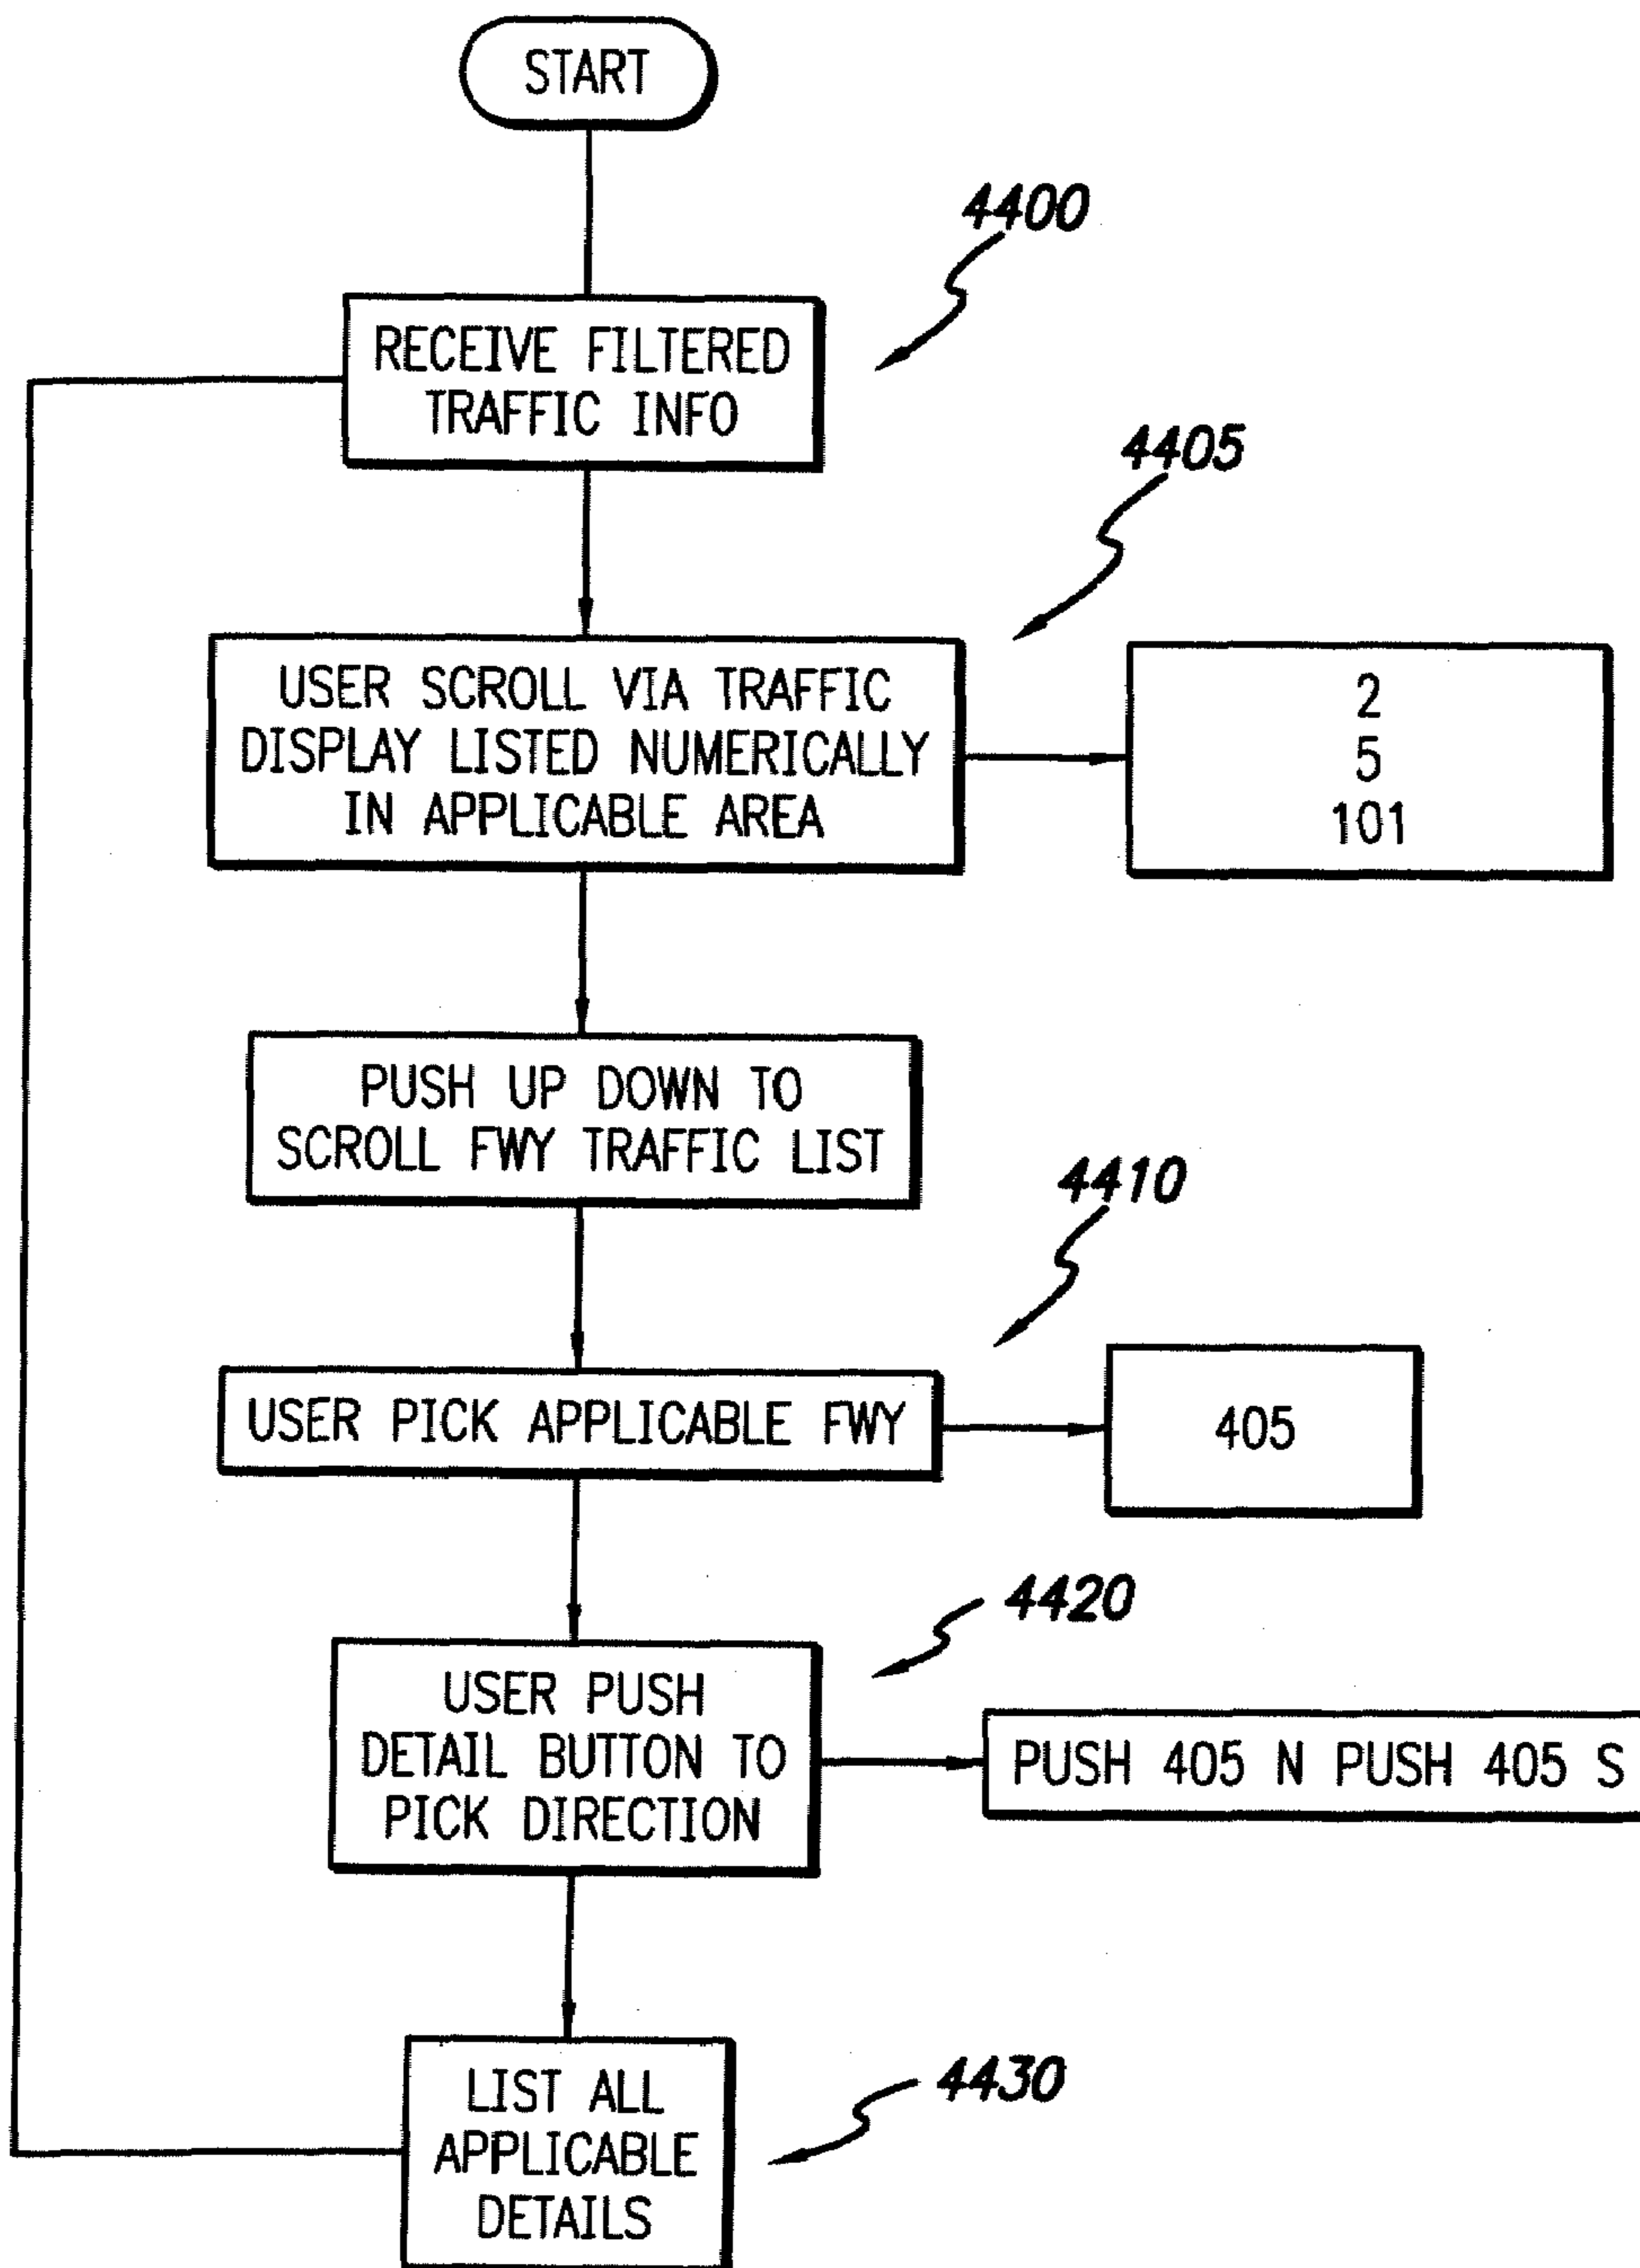 START
4400
RECEIVE FILTERED
TRAFFIC INFO
4405
USER SCROLL VIA TRAFFIC
DISPLAY LISTED NUMERICALLY
IN APPLICABLE AREA
2
5
101
PUSH UP DOWN TO
SCROLL FWY TRAFFIC LIST
4410
USER PICK APPLICABLE FWY
405
4420
USER PUSH
DETAIL BUTTON TO
PICK DIRECTION
PUSH 405 N PUSH 405 S
4430
LIST ALL
APPLICABLE
DETAILS